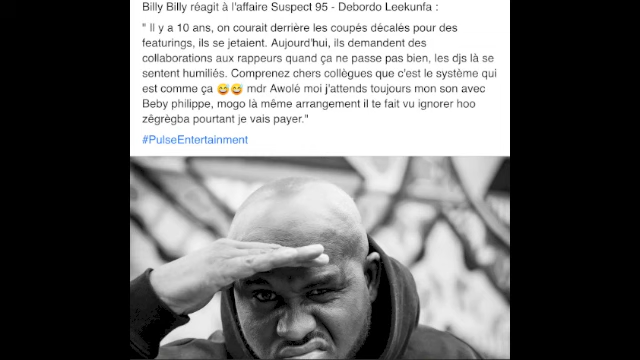 Billy Billy réagit à l'affaire Suspect 95 - Debordo Leekunfa :
" Il y a 10 ans, on courait derrière les coupés décalés pour des
featurings, ils se jetaient. Aujourd'hui, ils demandent des
collaborations aux rappeurs quand ça ne passe pas bien, les djs là se
sentent humiliés. Comprenez chers collègues que c'est le système qui
est comme ça 😅😅 mdr Awolé moi j'attends toujours mon son avec
Beby philippe, mogo là même arrangement il te fait vu ignorer hoo
zêgrègba pourtant je vais payer."
#PulseEntertainment